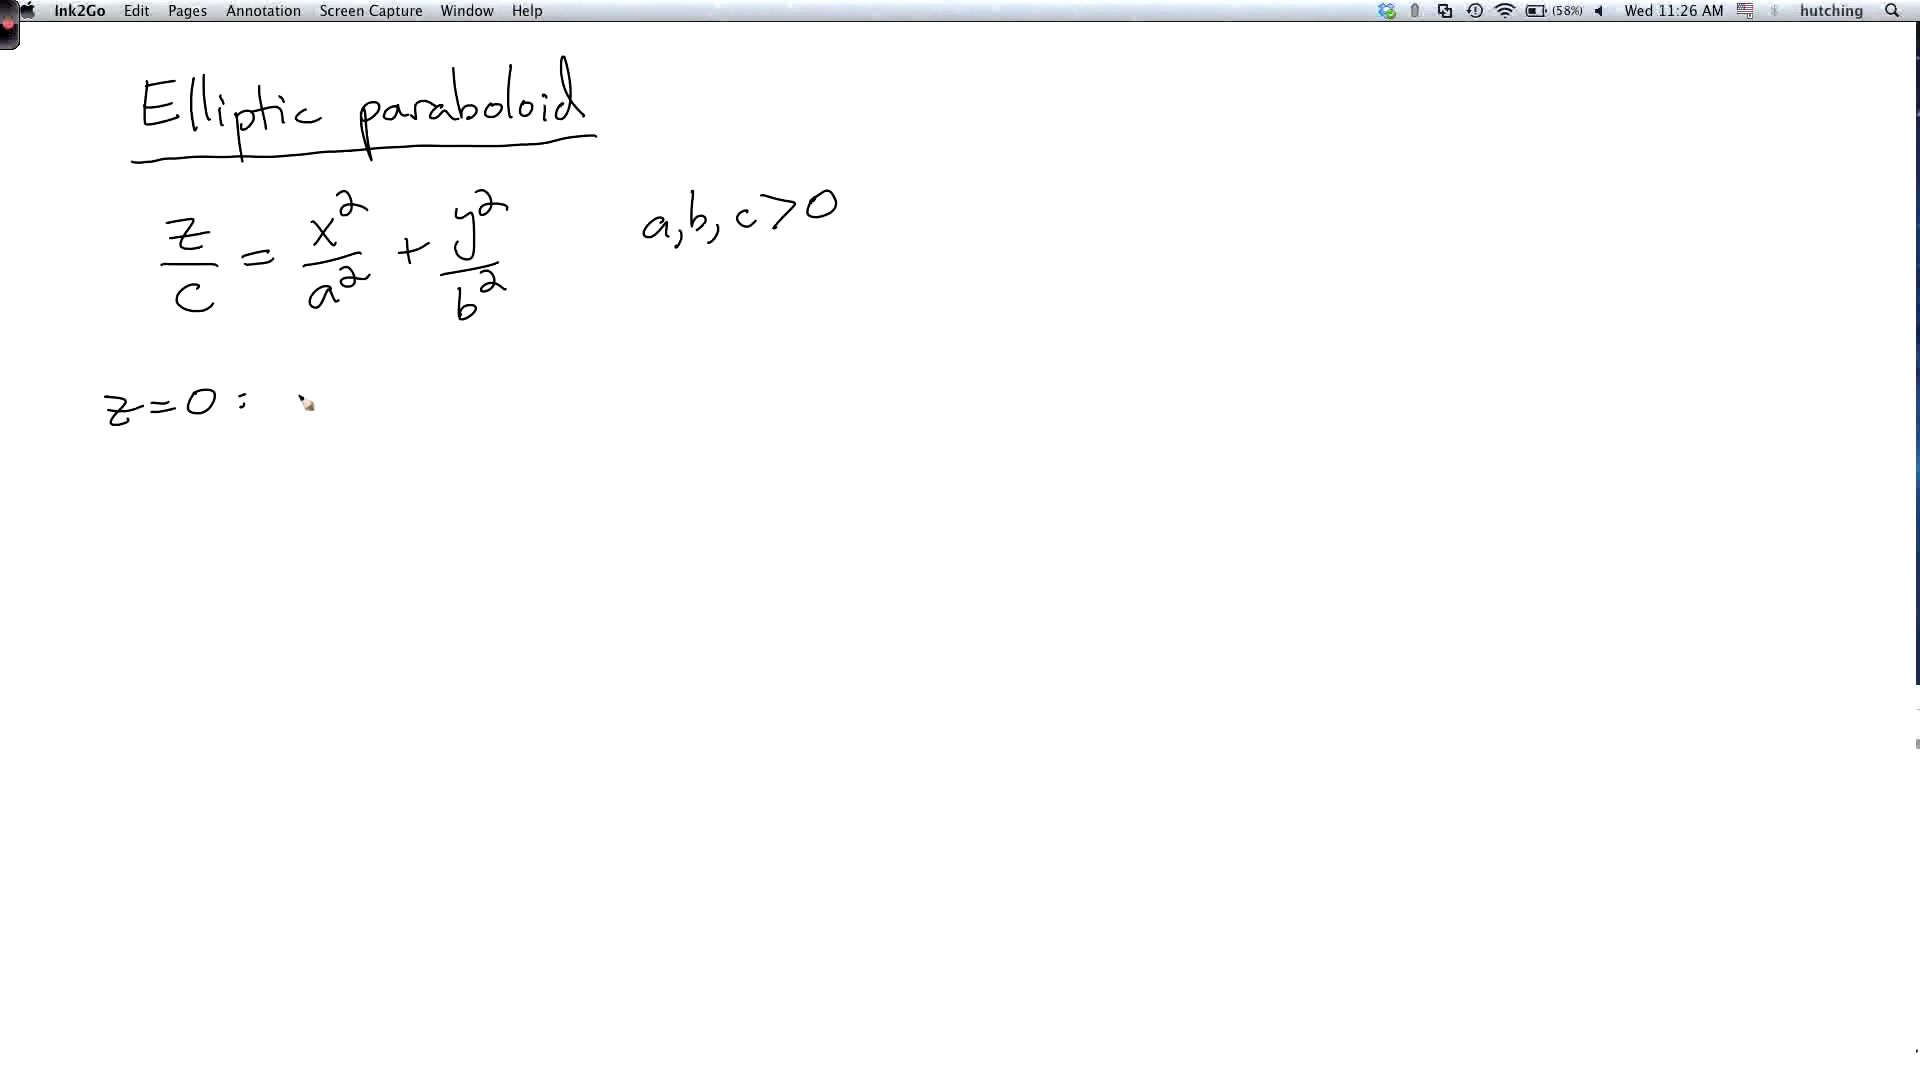 Ink2Go Edit Pages Annotation Screen Capture Window Help (58%) Wed 11:26 AM hutching
Elliptic paraboloid
z/c = x²/a² + y²/b² a, b, c > 0
z = 0 :